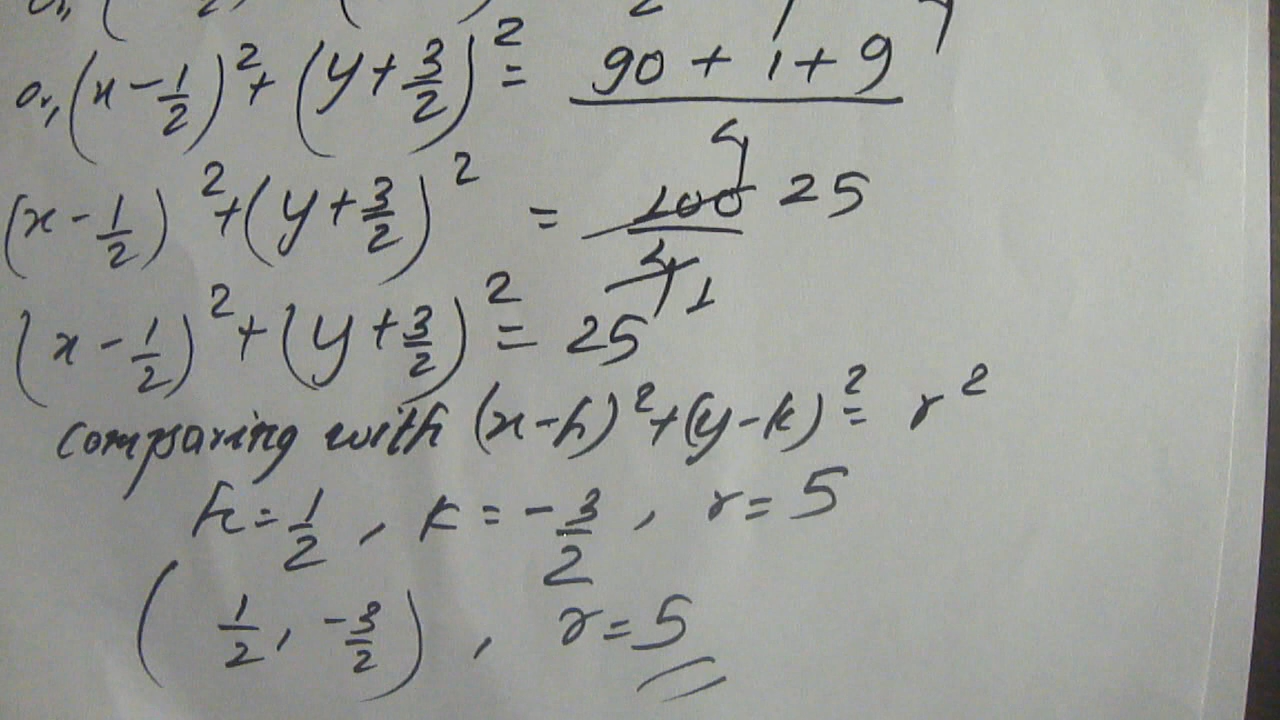 Or, (x - 1/2)² + (y + 3/2)² = (90 + 1 + 9)/4
(x - 1/2)² + (y + 3/2)² = 100/4 25/1
(x - 1/2)² + (y + 3/2)² = 25
Comparing with (x - h)² + (y - k)² = r²
h = 1/2, k = -3/2, r = 5
(1/2, -3/2), r = 5